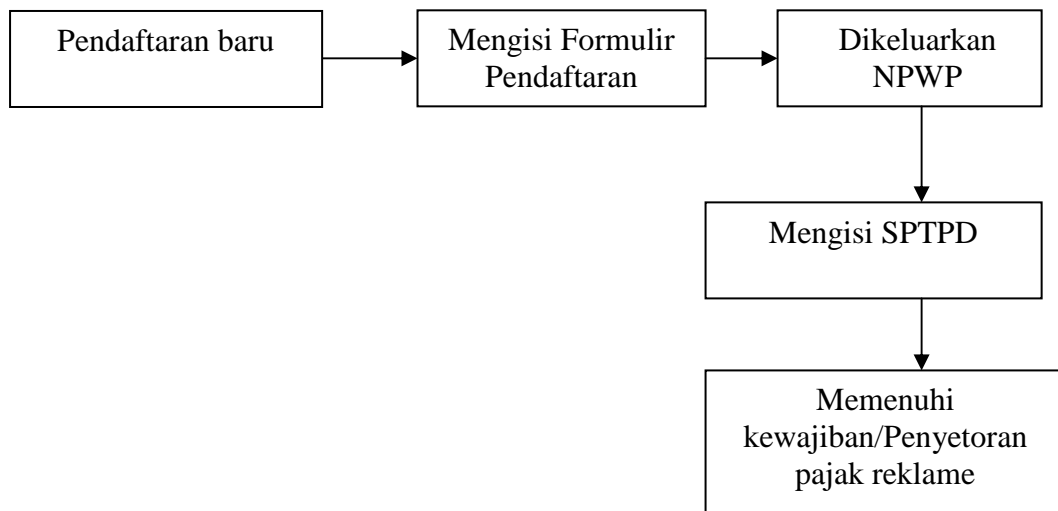 Pendaftaran baru
Mengisi Formulir
Pendaftaran
Dikeluarkan
NPWP
Mengisi SPTPD
Memenuhi
kewajiban/Penyetoran
pajak reklame